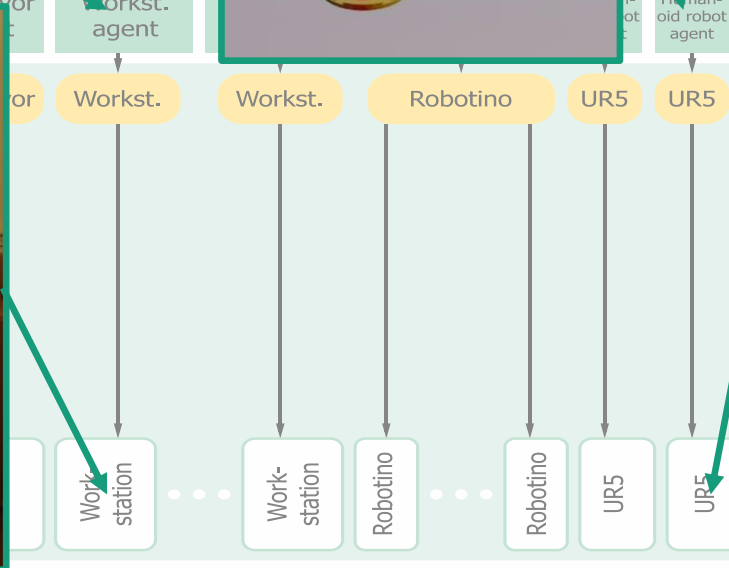 Workst.
agent
oid robot
agent
Workst.
Workst.
Robotino
UR5
UR5
Work-
station
Work-
station
Robotino
Robotino
UR5
UR5